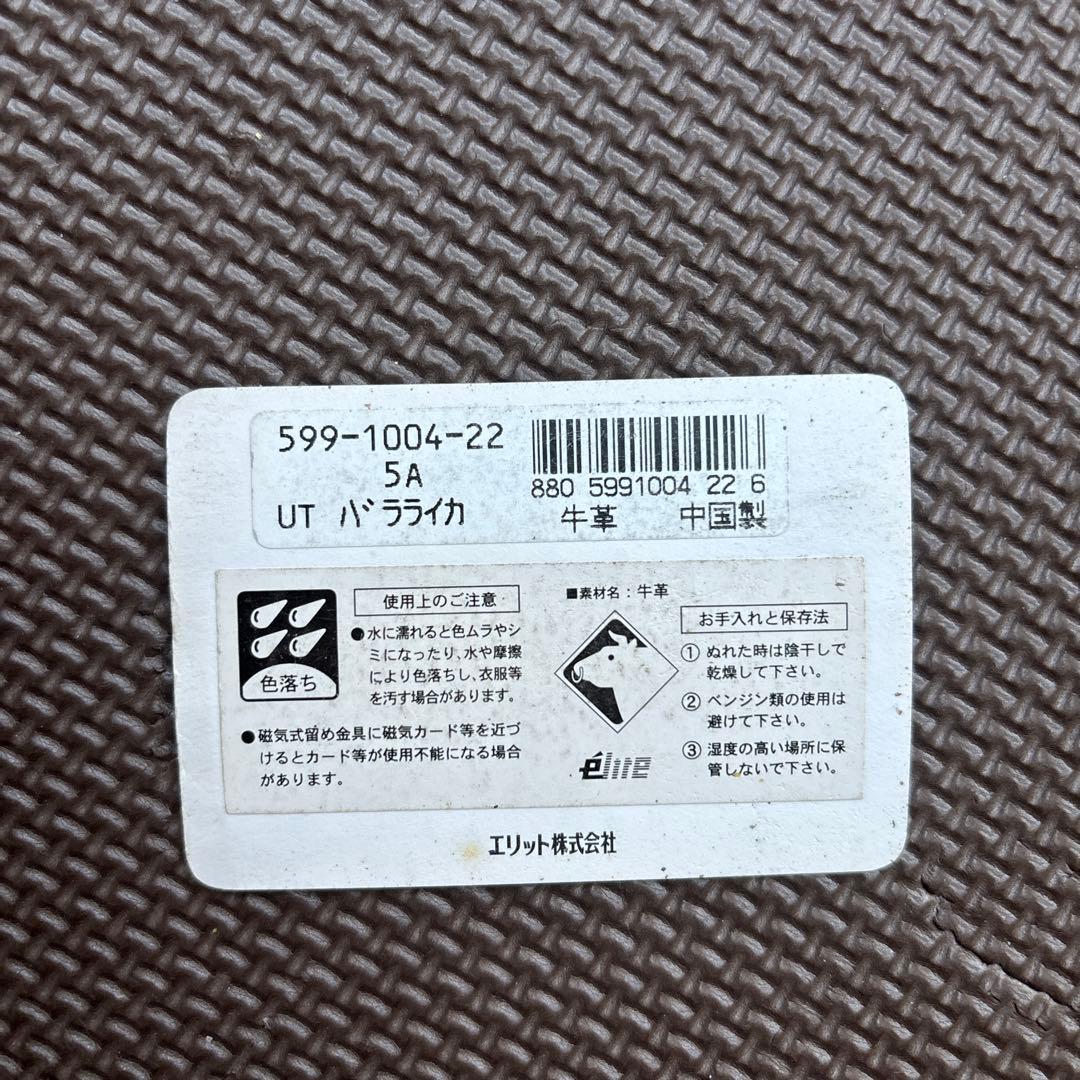 599-1004-22
5A
UT バラライカ
880 5991004 22 6
牛革 中国製
色落ち
使用上のご注意
●水に濡れると色ムラやシ
ミになったり、水や摩擦
により色落ちし、衣服等
を汚す場合があります。
●磁気式留め金具に磁気カード等を近づ
けるとカード等が使用不能になる場合
があります。
■素材名：牛革
élite
お手入れと保存法
① ぬれた時は陰干しで
乾燥して下さい。
② ベンジン類の使用は
避けて下さい。
③ 湿度の高い場所に保
管しないで下さい。
エリット株式会社